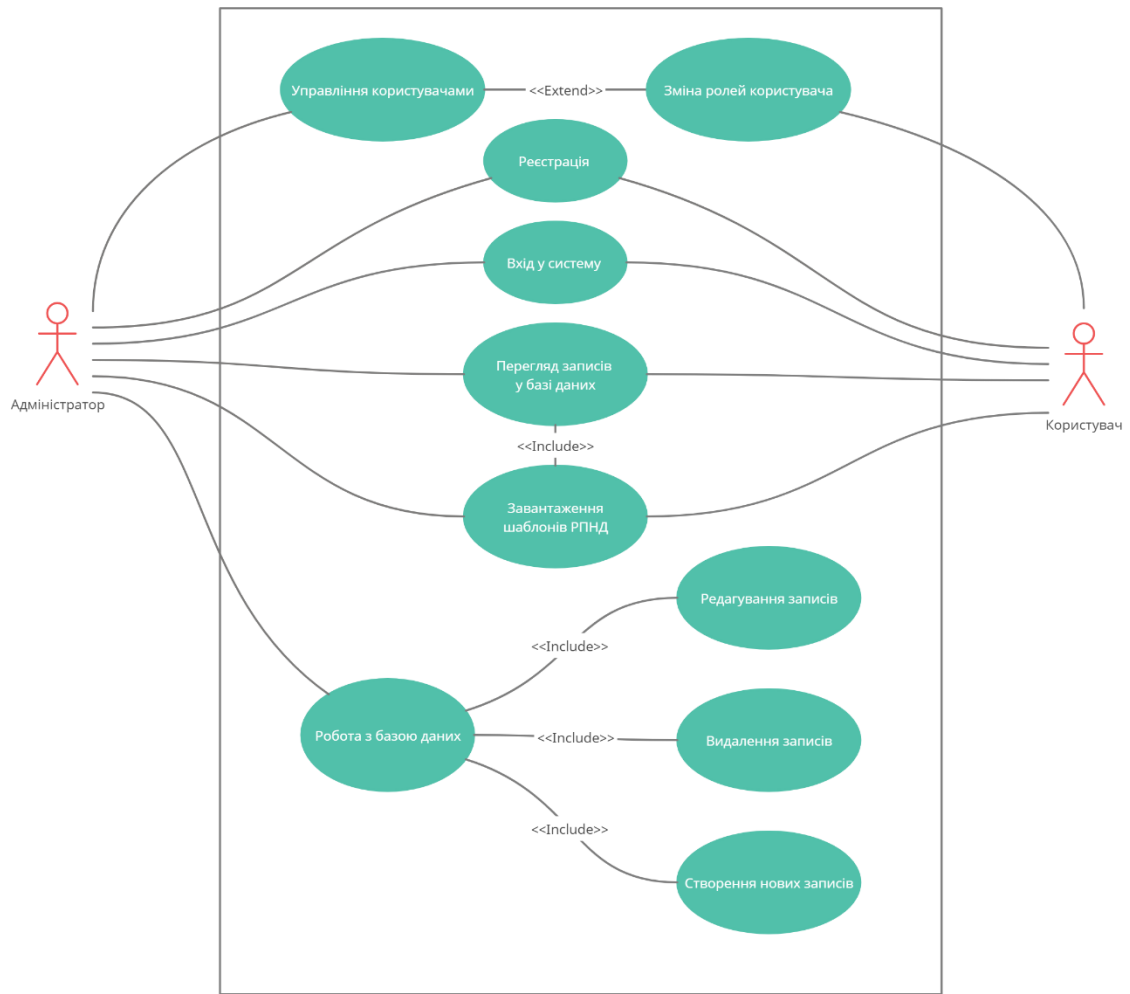 Управління користувачами
<<Extend>>
Зміна ролей користувача
Реєстрація
Вхід у систему
Перегляд записів
у базі даних
Адміністратор
Користувач
<<Include>>
Завантаження
шаблонів РПНД
Редагування записів
<<Include>>
Робота з базою даних
<<Include>>
Видалення записів
<<Include>>
Створення нових записів